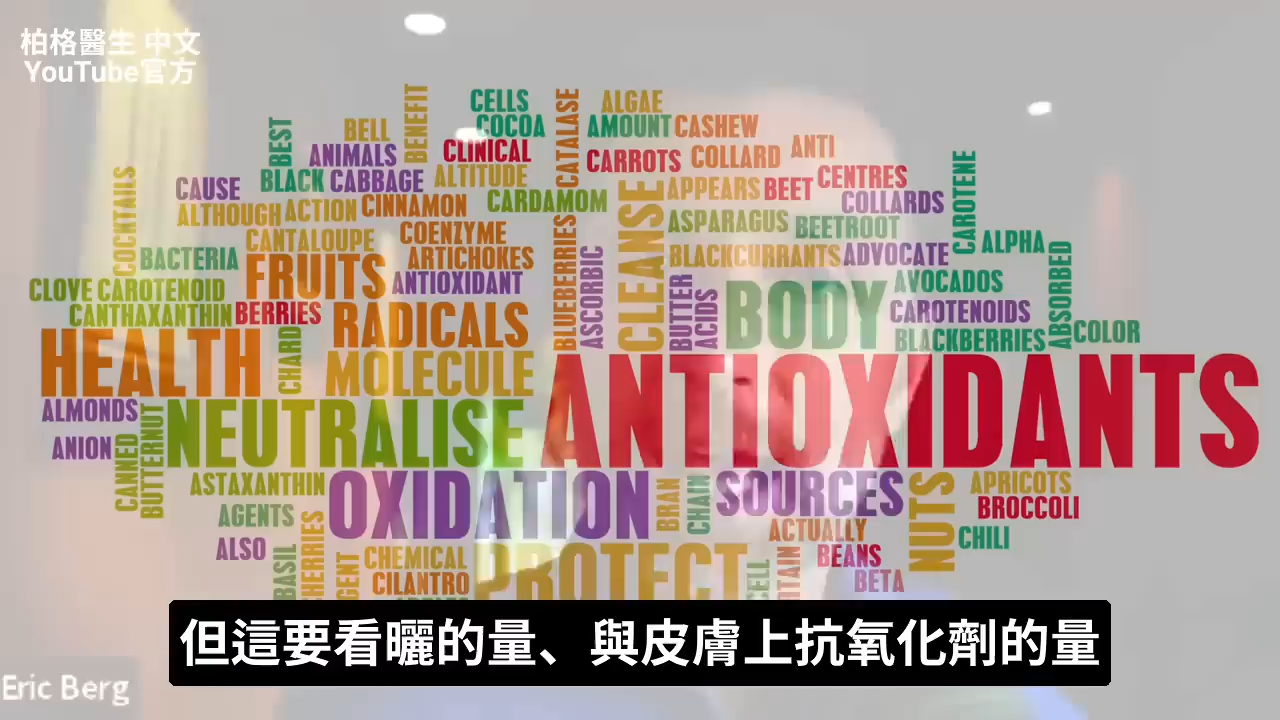 柏格醫生 中文
YouTube官方
CELLS
COCOA
ALGAE
AMOUNT
CASHEW
BENEFIT
CATALASE
BELL
BEST
ANIMALS
CLINICAL
CARROTS
COLLARD
ANTI
CAUSE
BLACK
CABBAGE
ALTITUDE
APPEARS
BEET
CENTRES
COCKTAILS
ALTHOUGH
ACTION
CINNAMON
CARDAMOM
CLEANSE
COLLARDS
CAROTENE
ASPARAGUS
BEETROOT
CANTALOUPE
COENZYME
ALPHA
BACTERIA
ARTICHOKES
BLUEBERRIES
ASCORBIC
BLACKCURRANTS
ADVOCATE
FRUITS
ANTIOXIDANT
AVOCADOS
ABSORBED
CLOVE
CAROTENOID
BUTTER
ACIDS
BODY
CAROTENOIDS
CANTHAXANTHIN
BERRIES
RADICALS
BLACKBERRIES
COLOR
HEALTH
CHARD
MOLECULE
ANTIOXIDANTS
ALMONDS
NEUTRALISE
ANION
CANNED
BUTTERNUT
ASTAXANTHIN
OXIDATION
BRAN
CHAIN
SOURCES
NUTS
APRICOTS
BROCCOLI
AGENTS
ACTUALLY
CHILI
ALSO
BASIL
CHERRIES
CHEMICAL
PROTECT
BEANS
CILANTRO
BETA
但這要看曬的量、與皮膚上抗氧化劑的量
Eric Berg